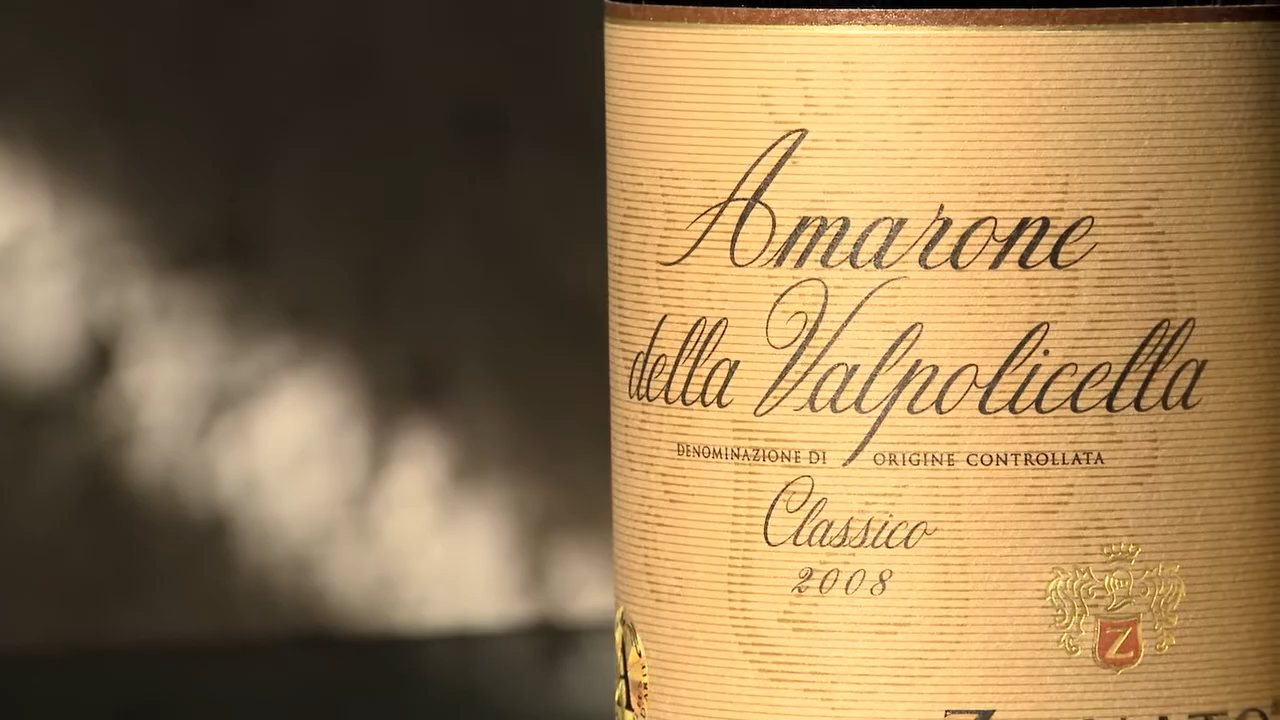 Amarone
della Valpolicella
DENOMINAZIONE DI ORIGINE CONTROLLATA
Classico
2008
Z